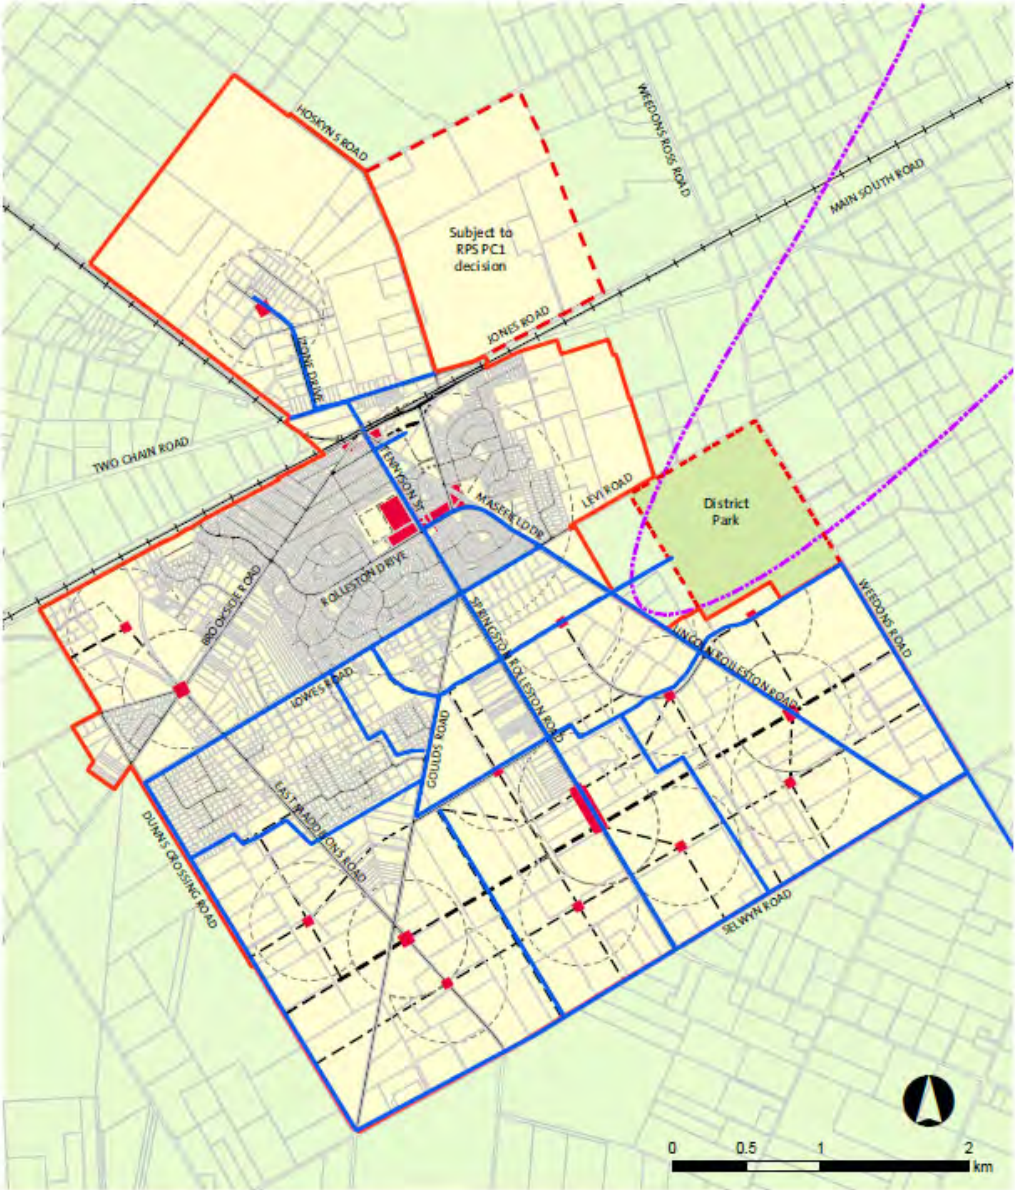 HOSKYNS ROAD
WEEDONS ROSS ROAD
MAIN SOUTH ROAD
Subject to
RPS PC1
decision
JONES ROAD
IZONE DRIVE
TWO CHAIN ROAD
TENNYSON ST
MASEFIELD DR
LEVI ROAD
District
Park
ROLLESTON DRIVE
BROOKSIDE ROAD
SPRINGSTON ROLLESTON ROAD
WEEDONS ROAD
LINCOLN ROLLESTON ROAD
LOWES ROAD
GOULDS ROAD
EAST MADDISONS ROAD
DUNNS CROSSING ROAD
SELWYN ROAD
0 0.5 1 2
km